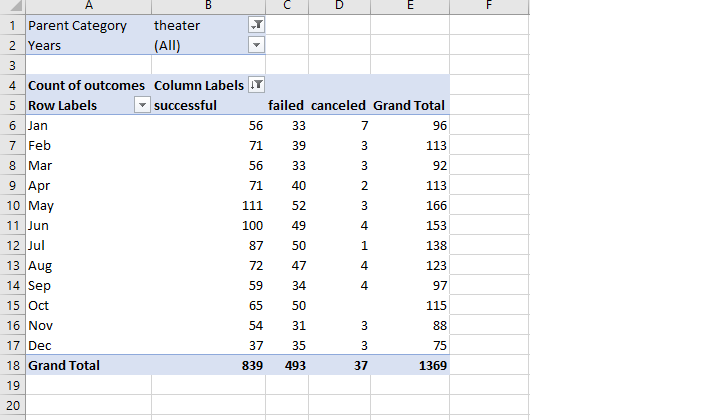 A B C D E F
1 Parent Category theater
2 Years (All)
3
4 Count of outcomes Column Labels
5 Row Labels successful failed canceled Grand Total
6 Jan 56 33 7 96
7 Feb 71 39 3 113
8 Mar 56 33 3 92
9 Apr 71 40 2 113
10 May 111 52 3 166
11 Jun 100 49 4 153
12 Jul 87 50 1 138
13 Aug 72 47 4 123
14 Sep 59 34 4 97
15 Oct 65 50 115
16 Nov 54 31 3 88
17 Dec 37 35 3 75
18 Grand Total 839 493 37 1369
19
20